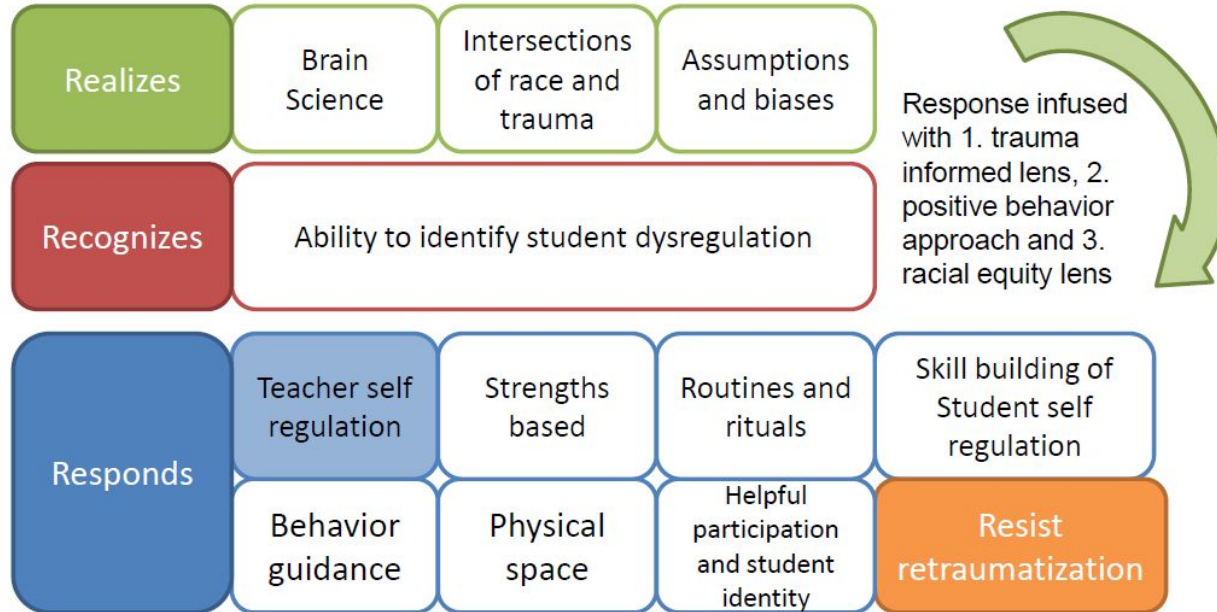 Realizes
Brain
Science
Intersections
of race and
trauma
Assumptions
and biases
Response infused
with 1. trauma
informed lens, 2.
positive behavior
approach and 3.
racial equity lens
Recognizes
Ability to identify student dysregulation
Responds
Teacher self
regulation
Strengths
based
Routines and
rituals
Skill building of
Student self
regulation
Behavior
guidance
Physical
space
Helpful
participation
and student
identity
Resist
retraumatization